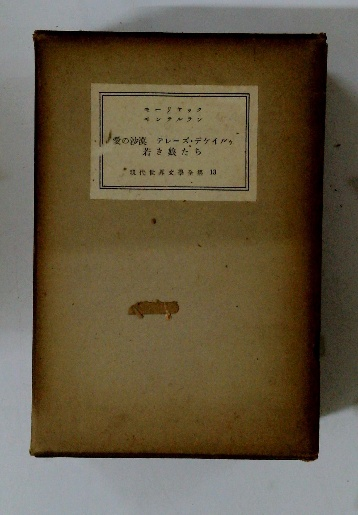 モーリヤック
モンテルラン
愛の沙漠 テレーズ・デケイルゥ
若き娘たち
現代世界文學全集 13